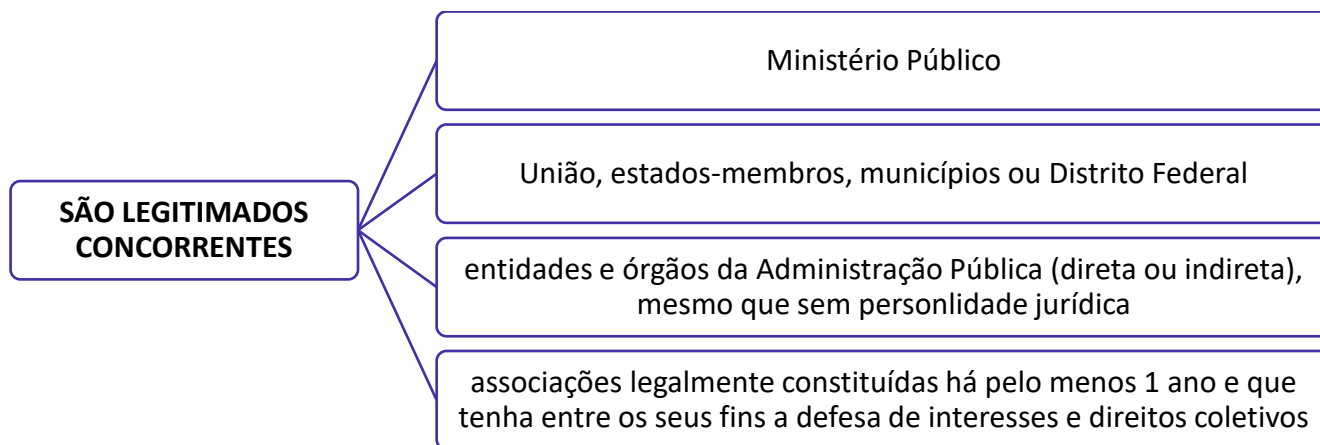 SÃO LEGITIMADOS
CONCORRENTES
Ministério Público
União, estados-membros, municípios ou Distrito Federal
entidades e órgãos da Administração Pública (direta ou indireta),
mesmo que sem personlidade jurídica
associações legalmente constituídas há pelo menos 1 ano e que
tenha entre os seus fins a defesa de interesses e direitos coletivos